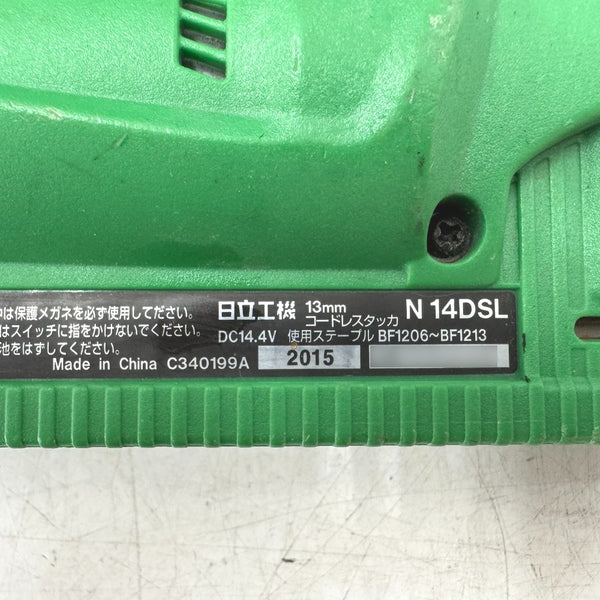 は保護メガネを必ず使用してください。
はスイッチに指をかけないでください。
池をはずしてください。
Made in China C340199A
日立工機 13mm コードレスタッカ N 14DSL
DC14.4V 使用ステープル BF1206～BF1213
2015